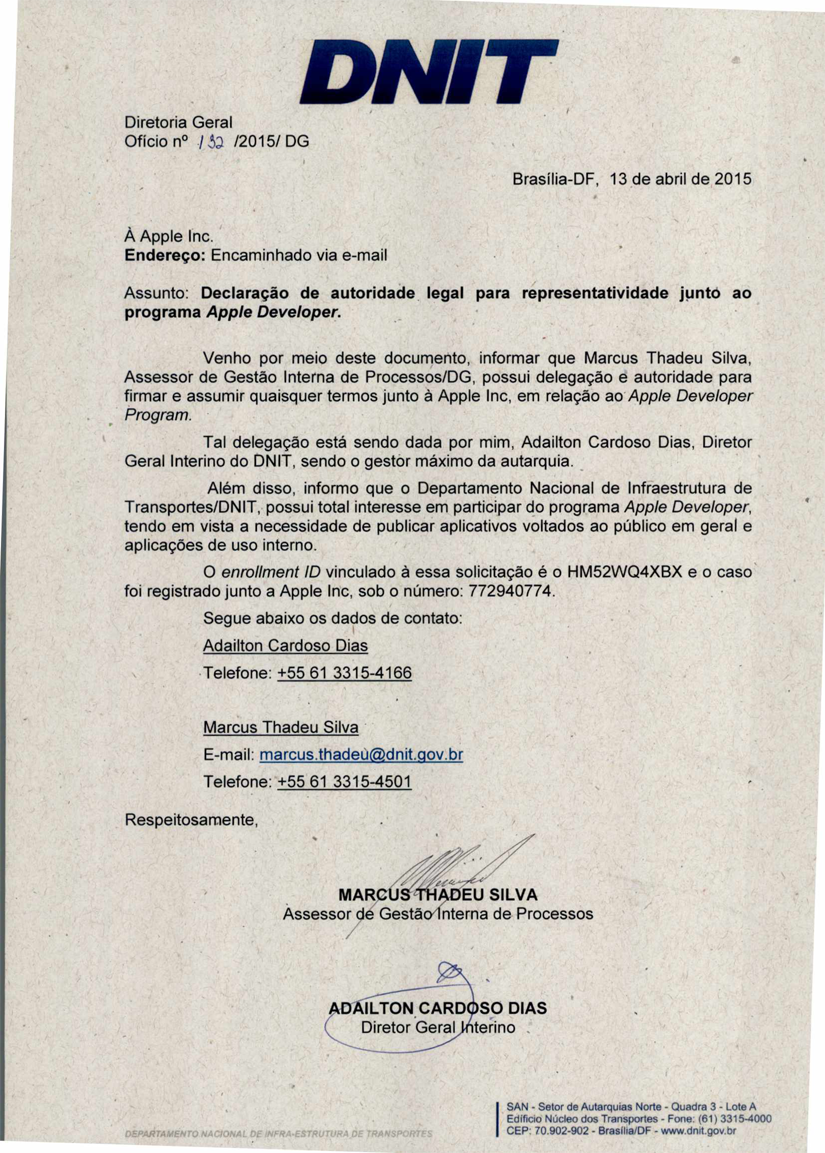 DNIT
Diretoria Geral
Ofício nº 132 /2015/ DG
Brasília-DF, 13 de abril de 2015
À Apple Inc.
Endereço: Encaminhado via e-mail
Assunto: Declaração de autoridade legal para representatividade junto ao
programa Apple Developer.
Venho por meio deste documento, informar que Marcus Thadeu Silva,
Assessor de Gestão Interna de Processos/DG, possui delegação e autoridade para
firmar e assumir quaisquer termos junto à Apple Inc, em relação ao Apple Developer
Program.
Tal delegação está sendo dada por mim, Adailton Cardoso Dias, Diretor
Geral Interino do DNIT, sendo o gestor máximo da autarquia.
Além disso, informo que o Departamento Nacional de Infraestrutura de
Transportes/DNIT, possui total interesse em participar do programa Apple Developer,
tendo em vista a necessidade de publicar aplicativos voltados ao público em geral e
aplicações de uso interno.
O enrollment ID vinculado à essa solicitação é o HM52WQ4XBX e o caso
foi registrado junto a Apple Inc, sob o número: 772940774.
Segue abaixo os dados de contato:
Adailton Cardoso Dias
Telefone: +55 61 3315-4166
Marcus Thadeu Silva
E-mail: marcus.thadeu@dnit.gov.br
Telefone: +55 61 3315-4501
Respeitosamente,
MARCUS THADEU SILVA
Assessor de Gestão Interna de Processos
ADAILTON CARDOSO DIAS
Diretor Geral Interino
SAN - Setor de Autarquias Norte - Quadra 3 - Lote A
Edifício Núcleo dos Transportes - Fone: (61) 3315-4000
CEP: 70.902-902 - Brasília/DF - www.dnit.gov.br
DEPARTAMENTO NACIONAL DE INFRA-ESTRUTURA DE TRANSPORTES